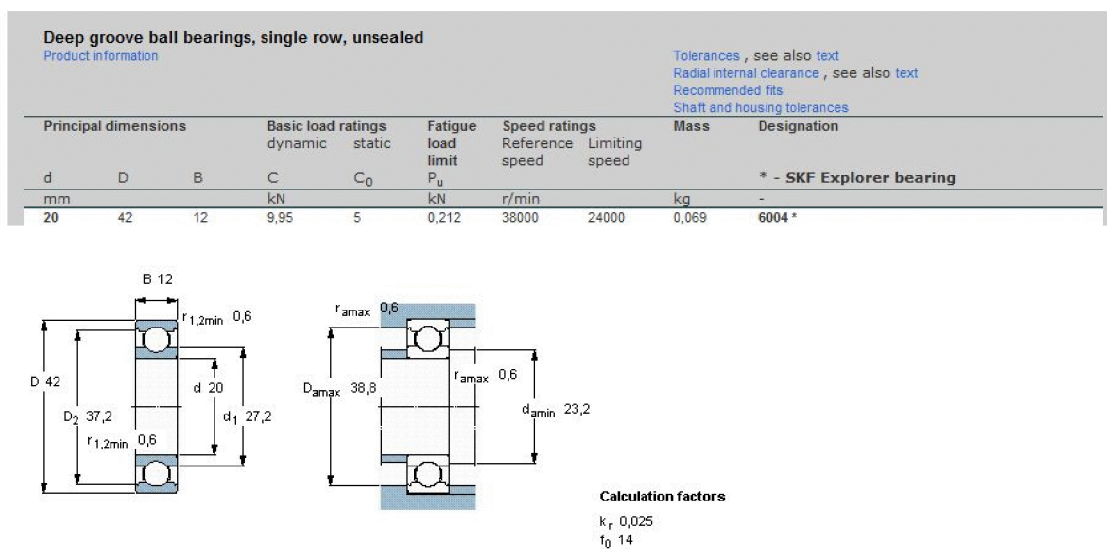 Deep groove ball bearings, single row, unsealed
Product information
Tolerances , see also text
Radial internal clearance , see also text
Recommended fits
Shaft and housing tolerances
Principal dimensions Basic load ratings Fatigue Speed ratings Mass Designation
dynamic static load Reference Limiting
limit speed speed
d D B C C0 Pu * - SKF Explorer bearing
mm kN kN r/min kg -
20 42 12 9,95 5 0,212 38000 24000 0,069 6004 *
B 12
r1,2min 0,6
ramax 0,6
D 42
d 20
Damax 38,8
ramax 0,6
D2 37,2
d1 27,2
damin 23,2
r1,2min 0,6
Calculation factors
kr 0,025
f0 14